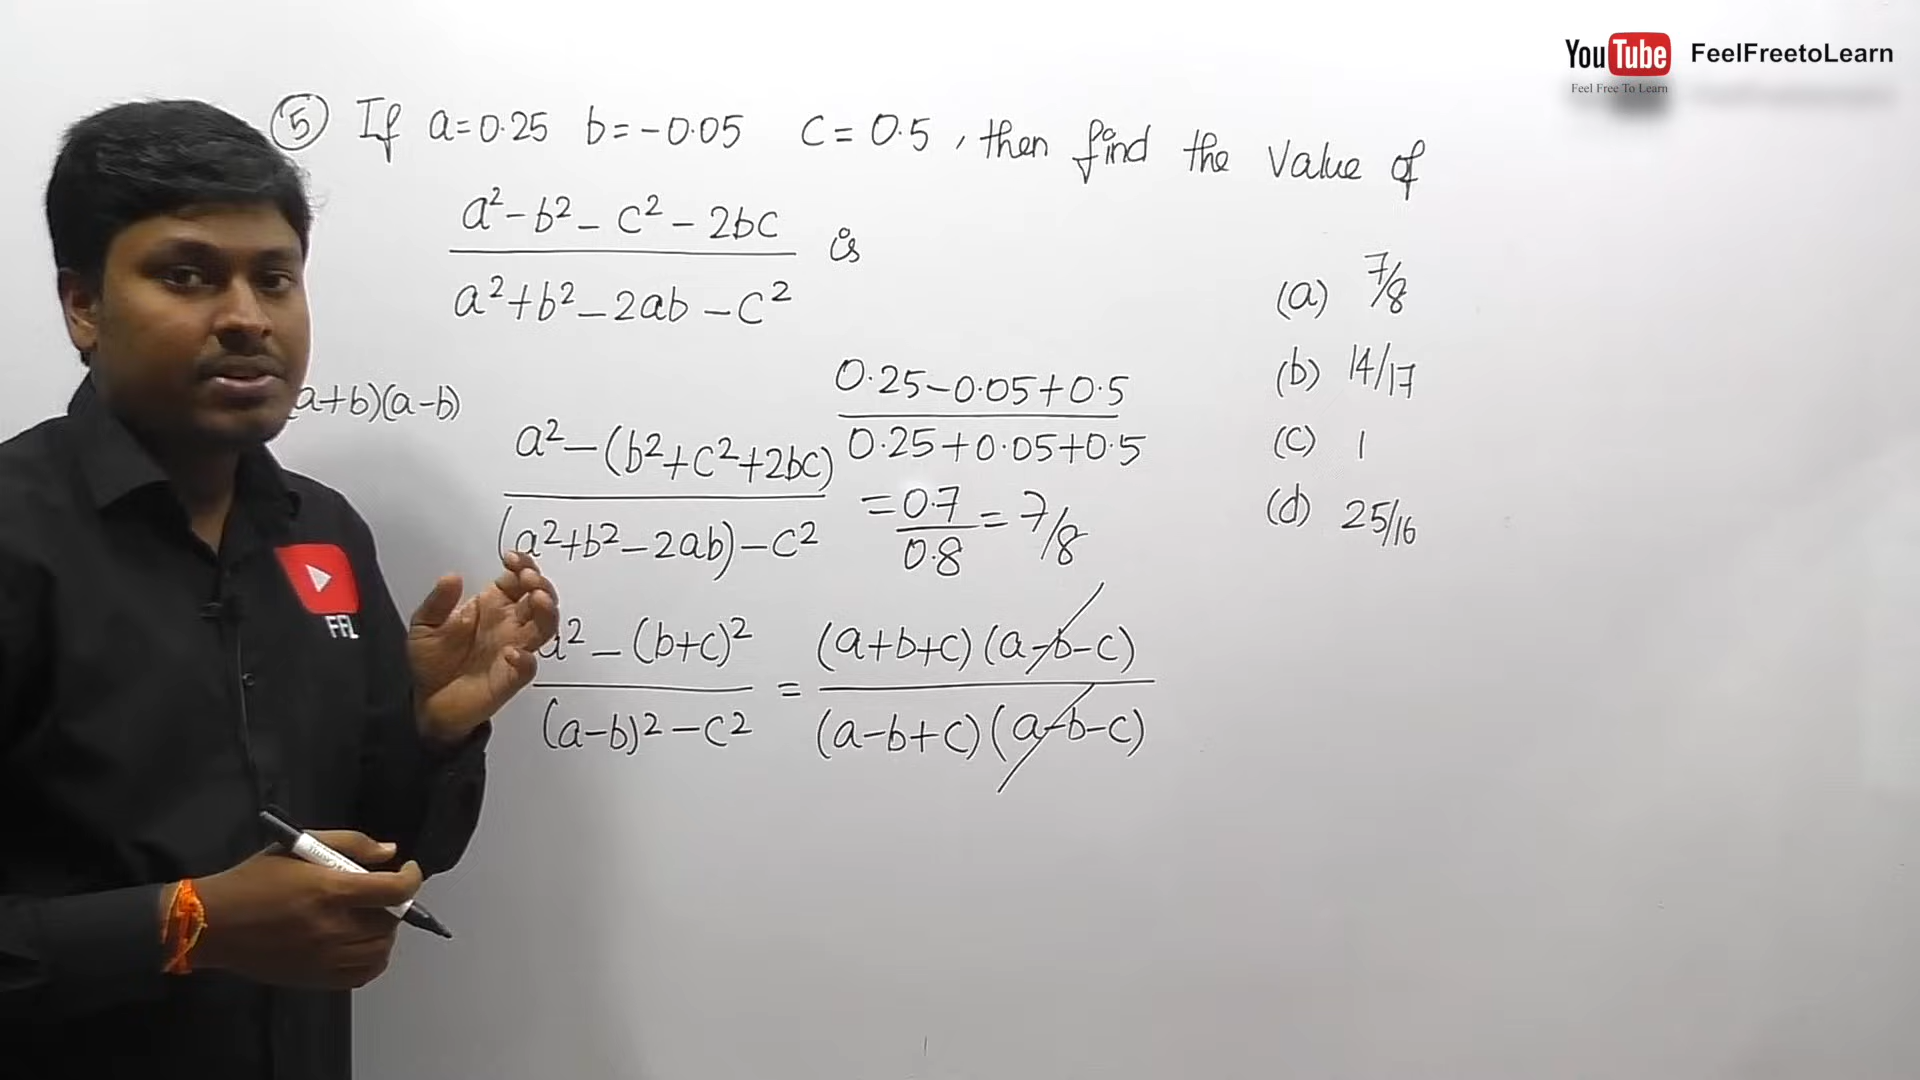 YouTube FeelFreetoLearn
Feel Free To Learn
⑤ If a=0.25 b=-0.05 c=0.5, then find the value of
a²-b²-c²-2bc
a²+b²-2ab-c²
is
(a) 7/8
(b) 14/17
(c) 1
(d) 25/16
a+b)(a-b)
a²-(b²+c²+2bc)
(a²+b²-2ab)-c²
0.25-0.05+0.5
0.25+0.05+0.5
= 0.7/0.8 = 7/8
a²-(b+c)²
(a-b)²-c²
=
(a+b+c)(a-b-c)
(a-b+c)(a-b-c)
FFL